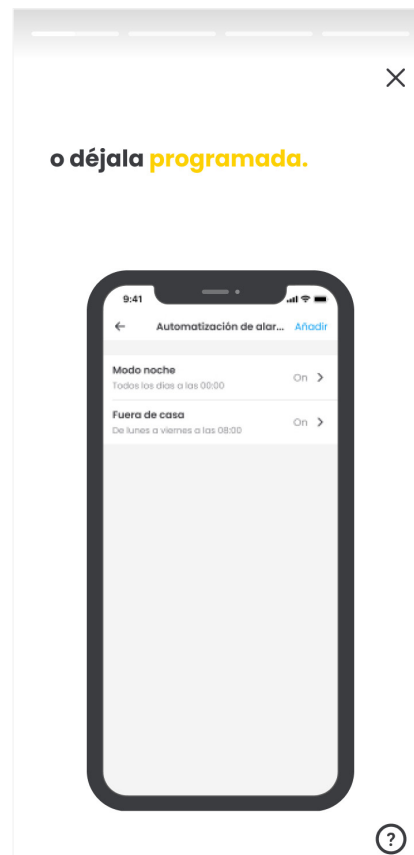 o déjala programada.
9:41
Automatización de alar... Añadir
Modo noche
Todos los días a las 00:00
On
Fuera de casa
De lunes a viernes a las 08:00
On
?